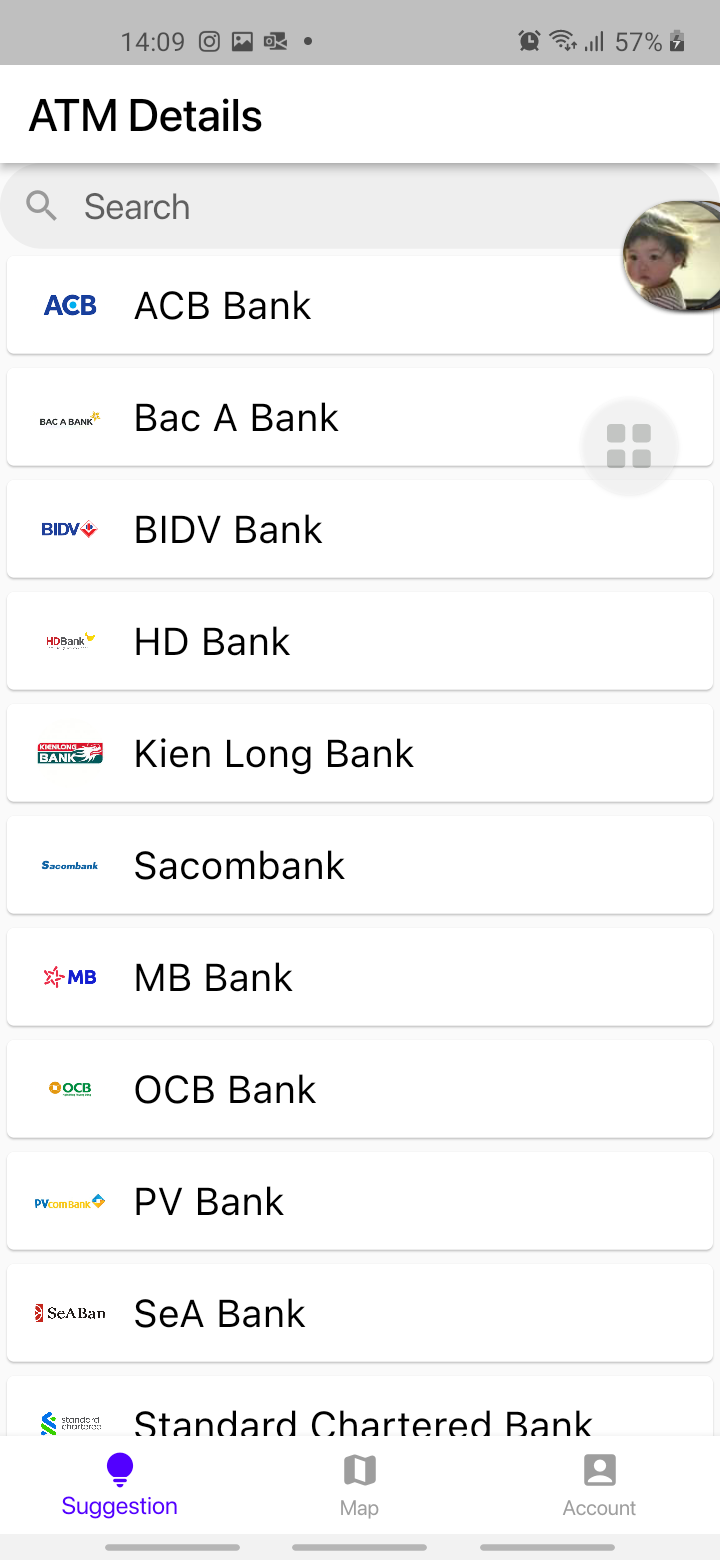 14:09
57%
ATM Details
Search
ACB
ACB Bank
BAC A BANK
Bac A Bank
BIDV
BIDV Bank
HDBank
HD Bank
KIENLONG
BANK
Kien Long Bank
Sacombank
Sacombank
MB
MB Bank
OCB
OCB Bank
PVcomBank
PV Bank
SeABan
SeA Bank
standard
chartered
Standard Chartered Bank
Suggestion
Map
Account